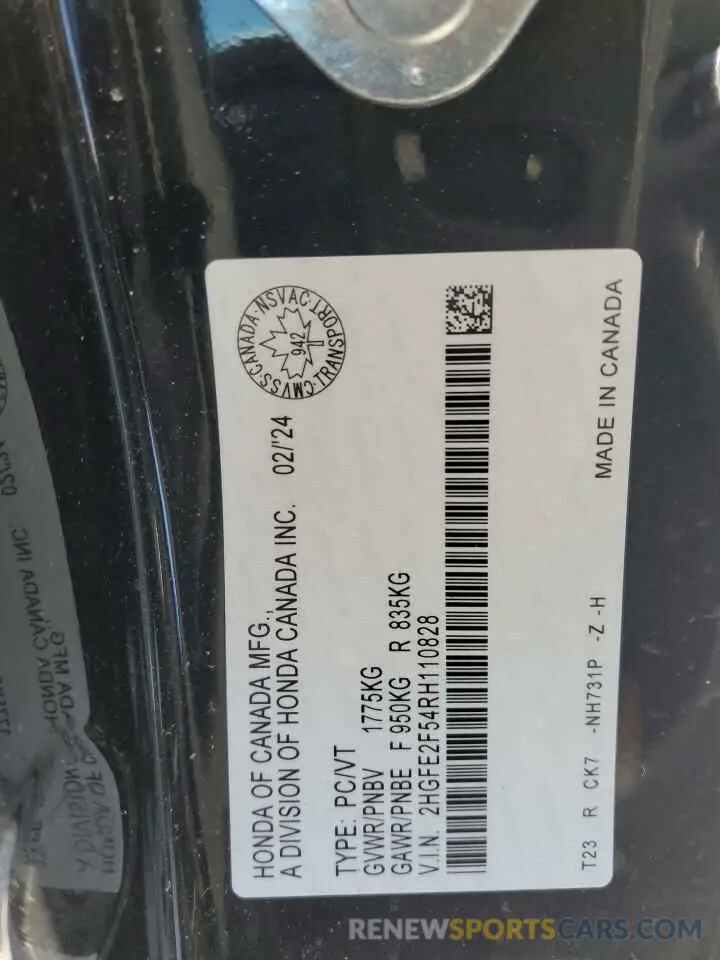 HONDA OF CANADA MFG.,
A DIVISION OF HONDA CANADA INC. 02/'24
CMVSS·CANADA·NSVAC·TRANSPORT·
942
TYPE: PC/VT
GVWR/PNBV 1775KG
GAWR/PNBE F 950KG R 835KG
V.I.N. 2HGFE2F54RH110828
T23 R CK7 -NH731P -Z -H
MADE IN CANADA
RENEWSPORTSCARS.COM